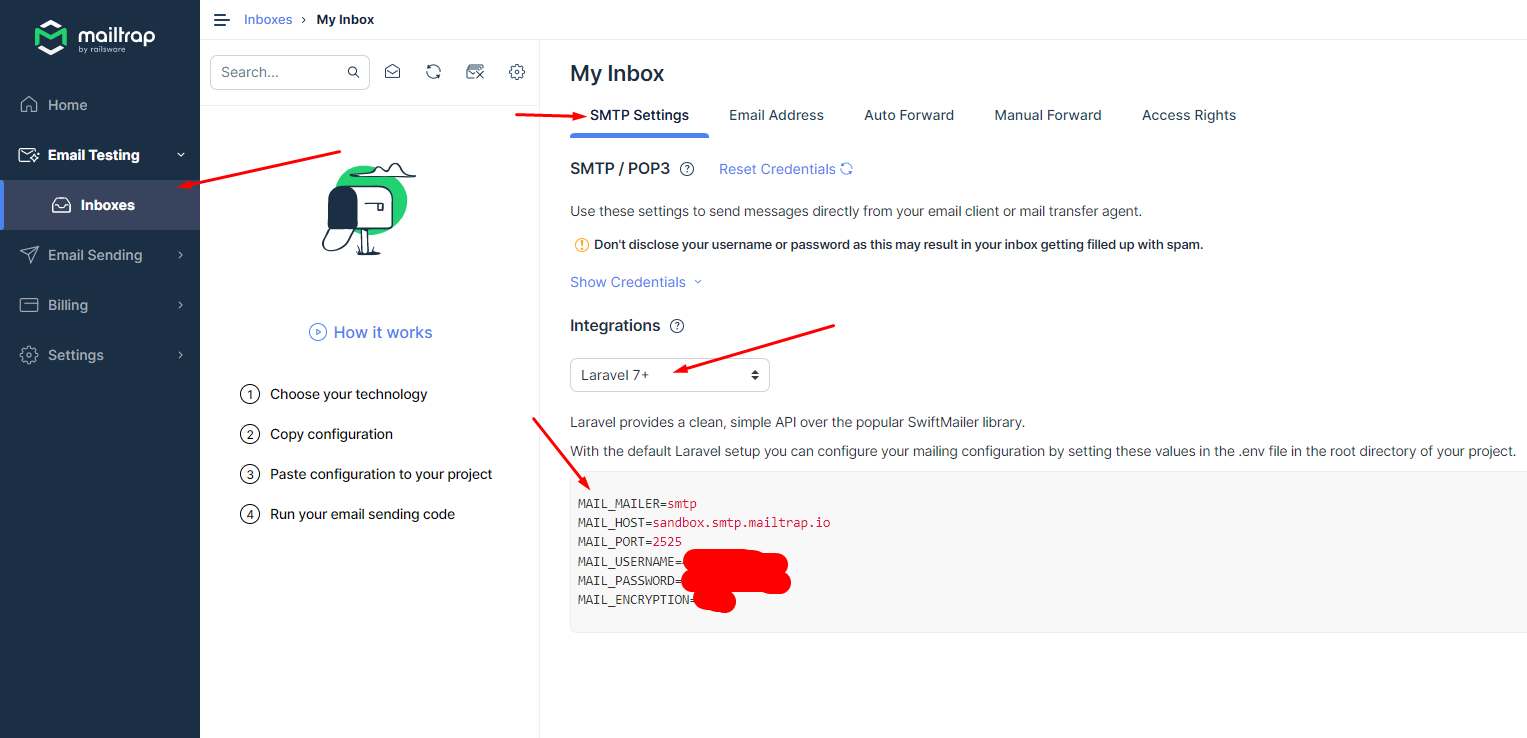 mailtrap
by railsware
Home
Email Testing
Inboxes
Email Sending
Billing
Settings
Inboxes › My Inbox
Search...
How it works
1 Choose your technology
2 Copy configuration
3 Paste configuration to your project
4 Run your email sending code
My Inbox
SMTP Settings Email Address Auto Forward Manual Forward Access Rights
SMTP / POP3 ? Reset Credentials
Use these settings to send messages directly from your email client or mail transfer agent.
! Don't disclose your username or password as this may result in your inbox getting filled up with spam.
Show Credentials
Integrations ?
Laravel 7+
Laravel provides a clean, simple API over the popular SwiftMailer library.
With the default Laravel setup you can configure your mailing configuration by setting these values in the .env file in the root directory of your project.
MAIL_MAILER=smtp
MAIL_HOST=sandbox.smtp.mailtrap.io
MAIL_PORT=2525
MAIL_USERNAME=
MAIL_PASSWORD=
MAIL_ENCRYPTION=